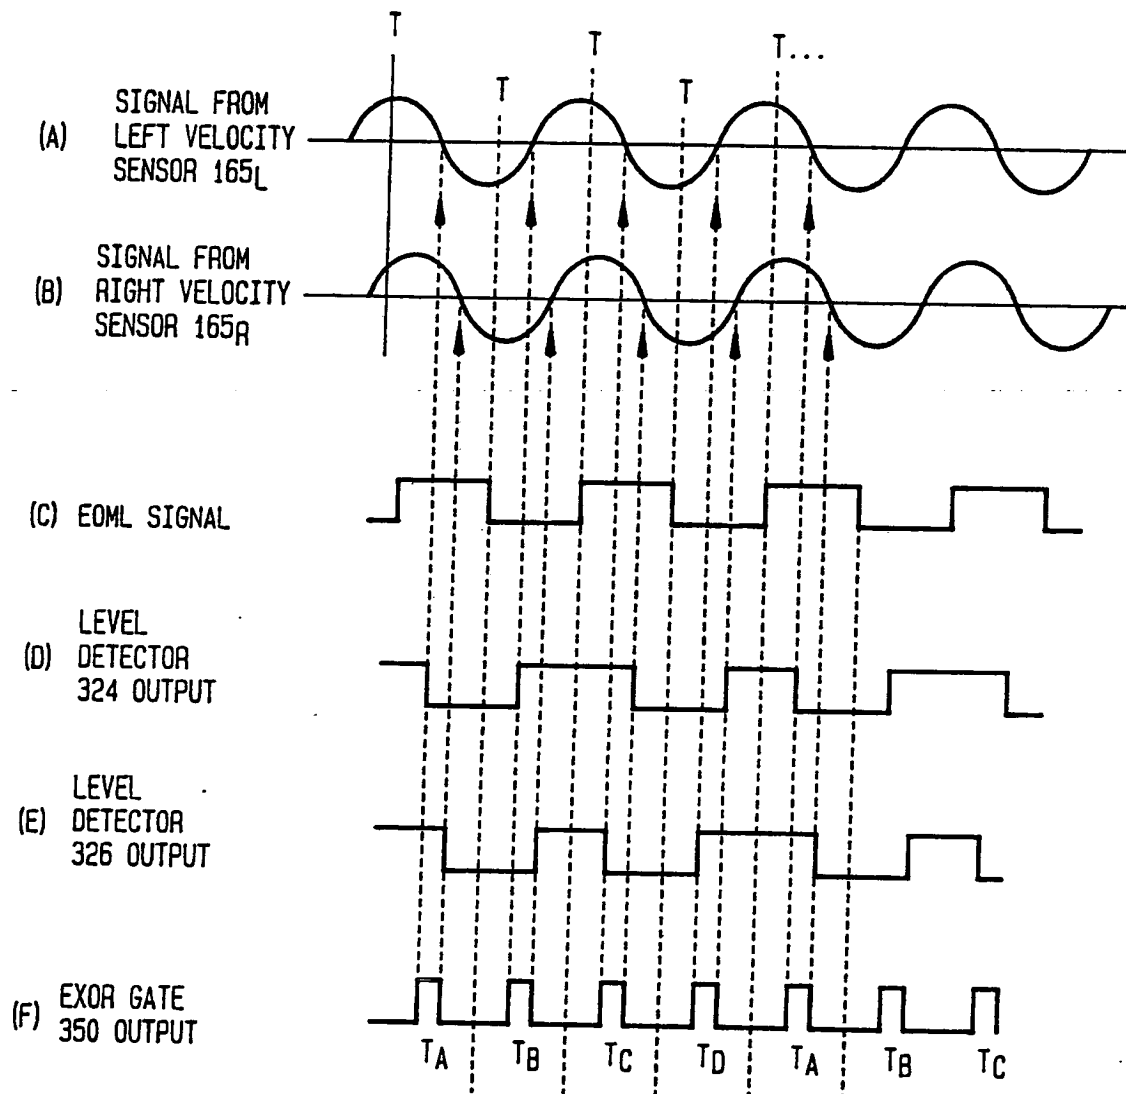 T
T
T...
T
T
(A) SIGNAL FROM
LEFT VELOCITY
SENSOR 165L
(B) SIGNAL FROM
RIGHT VELOCITY
SENSOR 165R
(C) EOML SIGNAL
(D) LEVEL
DETECTOR
324 OUTPUT
(E) LEVEL
DETECTOR
326 OUTPUT
(F) EXOR GATE
350 OUTPUT
TA TB TC TD TA TB TC